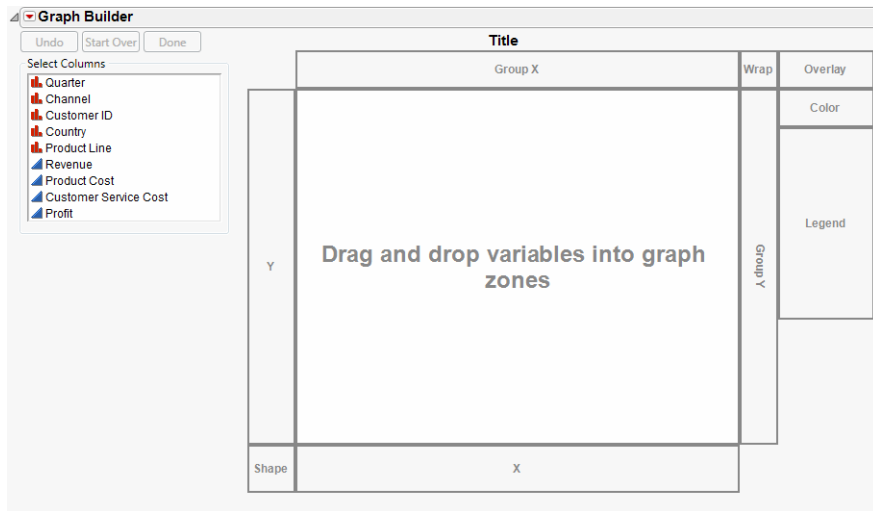 Graph Builder
Undo Start Over Done
Title
Select Columns
Quarter
Channel
Customer ID
Country
Product Line
Revenue
Product Cost
Customer Service Cost
Profit
Group X
Wrap
Overlay
Color
Legend
Y
Drag and drop variables into graph
zones
Group Y
Shape
X